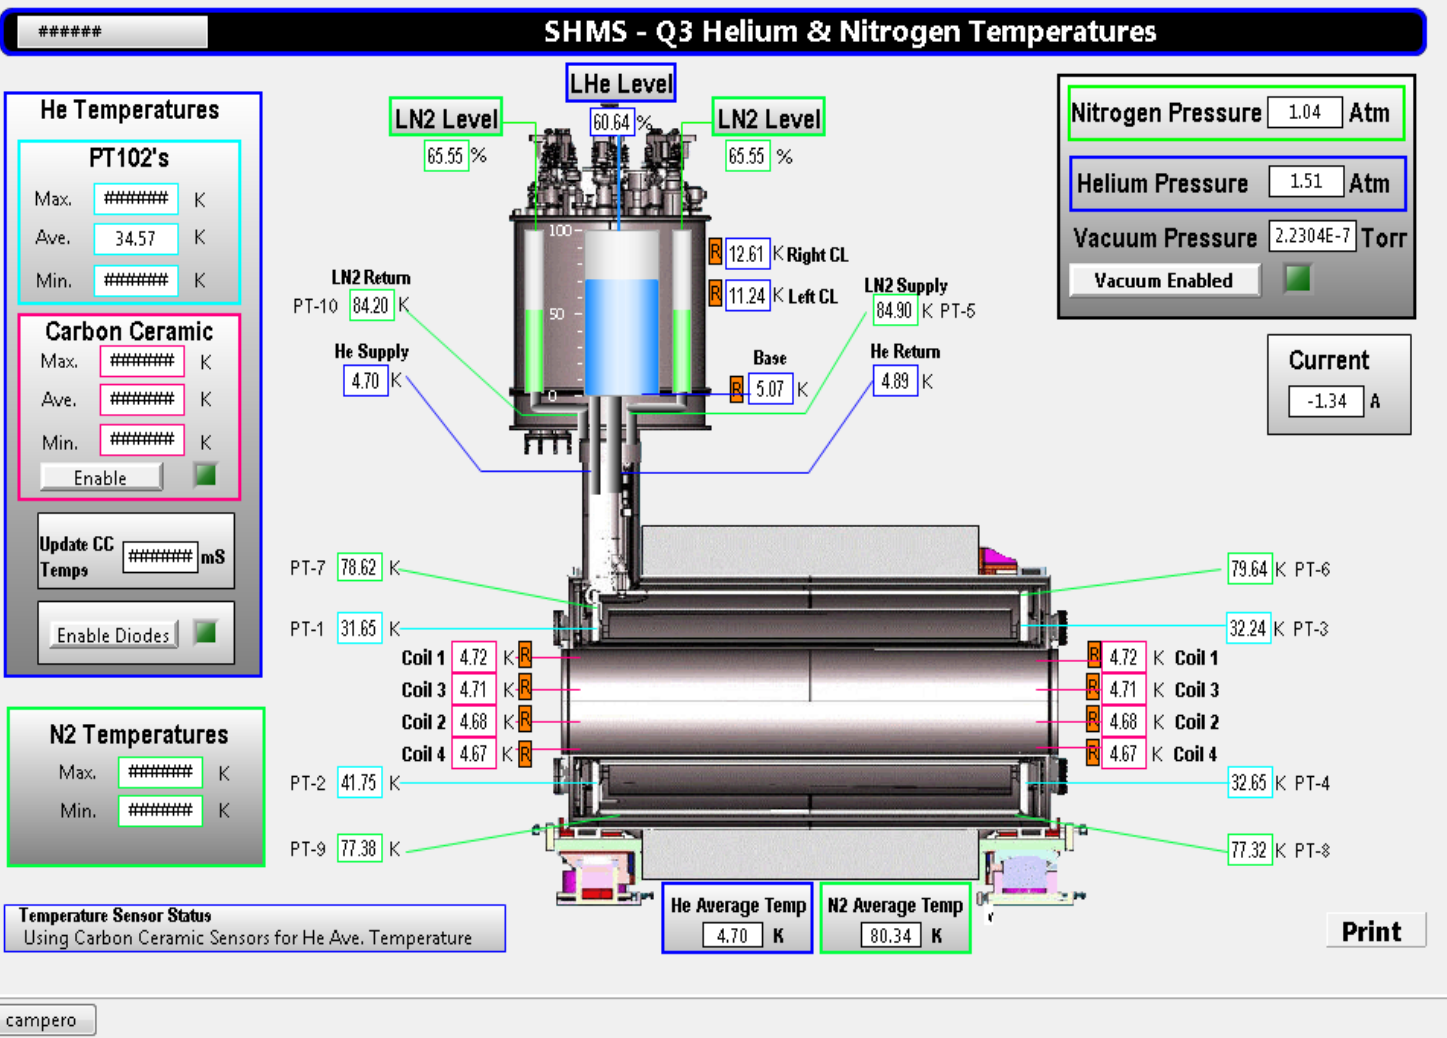 ######
SHMS - Q3 Helium & Nitrogen Temperatures
He Temperatures
PT102's
Max. ####### K
Ave. 34.57 K
Min. ####### K
Carbon Ceramic
Max. ####### K
Ave. ####### K
Min. ####### K
Enable
Update CC
Temps ####### mS
Enable Diodes
N2 Temperatures
Max. ####### K
Min. ####### K
Temperature Sensor Status
Using Carbon Ceramic Sensors for He Ave. Temperature
LHe Level
60.64 %
LN2 Level
65.55 %
LN2 Level
65.55 %
100
50
0
R 12.61 K Right CL
R 11.24 K Left CL
LN2 Return
PT-10 84.20 K
LN2 Supply
84.90 K PT-5
He Supply
4.70 K
Base
R 5.07 K
He Return
4.89 K
Nitrogen Pressure 1.04 Atm
Helium Pressure 1.51 Atm
Vacuum Pressure 2.2304E-7 Torr
Vacuum Enabled
Current
-1.34 A
PT-7 78.62 K
79.64 K PT-6
PT-1 31.65 K
32.24 K PT-3
Coil 1 4.72 K R
R 4.72 K Coil 1
Coil 3 4.71 K R
R 4.71 K Coil 3
Coil 2 4.68 K R
R 4.68 K Coil 2
Coil 4 4.67 K R
R 4.67 K Coil 4
PT-2 41.75 K
32.65 K PT-4
PT-9 77.38 K
77.32 K PT-8
He Average Temp
4.70 K
N2 Average Temp
80.34 K
Print
campero